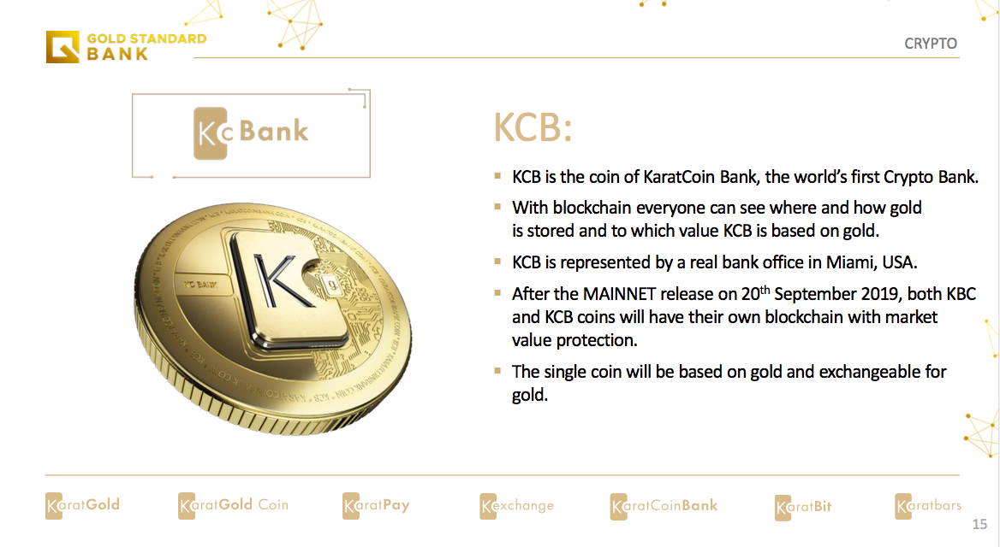 GOLD STANDARD
BANK
CRYPTO
Kc Bank
KCB:
▪ KCB is the coin of KaratCoin Bank, the world’s first Crypto Bank.
▪ With blockchain everyone can see where and how gold
is stored and to which value KCB is based on gold.
▪ KCB is represented by a real bank office in Miami, USA.
▪ After the MAINNET release on 20th September 2019, both KBC
and KCB coins will have their own blockchain with market
value protection.
▪ The single coin will be based on gold and exchangeable for
gold.
K
KC BANK
KaratGold
KaratGold Coin
KaratPay
Kexchange
KaratCoinBank
KaratBit
Karatbars
15